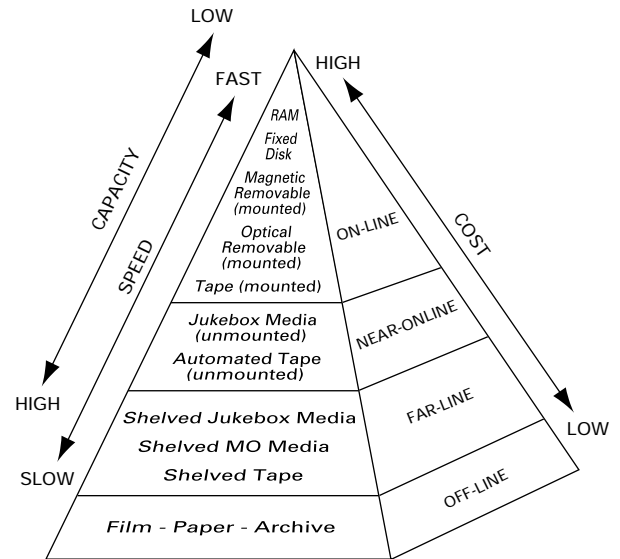 LOW
FAST
HIGH
CAPACITY
SPEED
COST
RAM
Fixed
Disk
Magnetic
Removable
(mounted)
Optical
Removable
(mounted)
Tape (mounted)
ON-LINE
Jukebox Media
(unmounted)
Automated Tape
(unmounted)
NEAR-ONLINE
HIGH
SLOW
LOW
Shelved Jukebox Media
Shelved MO Media
Shelved Tape
FAR-LINE
Film - Paper - Archive
OFF-LINE